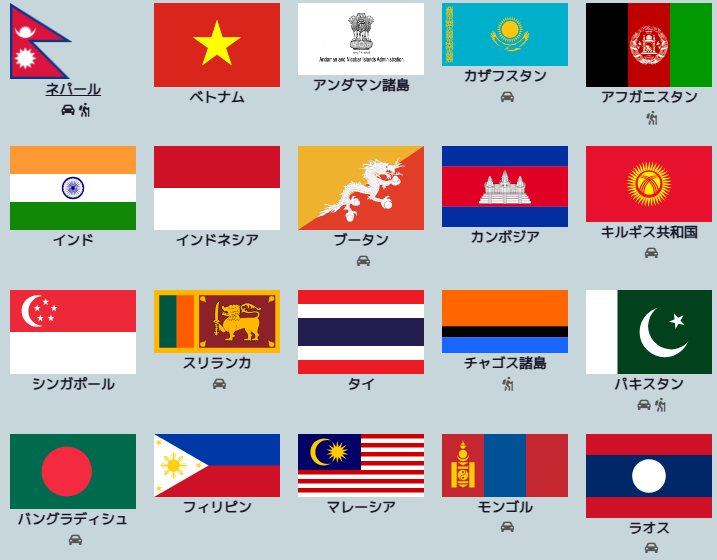 ネパール
ベトナム
Andaman and Nicobar Islands Administration
アンダマン諸島
カザフスタン
アフガニスタン
インド
インドネシア
ブータン
カンボジア
キルギス共和国
シンガポール
スリランカ
タイ
チャゴス諸島
パキスタン
バングラディシュ
フィリピン
マレーシア
モンゴル
ラオス